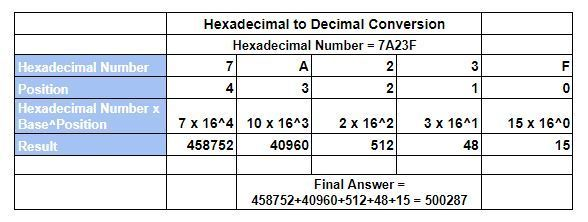 Hexadecimal to Decimal Conversion
Hexadecimal Number = 7A23F
Hexadecimal Number 7 A 2 3 F
Position 4 3 2 1 0
Hexadecimal Number x
Base^Position 7 x 16^4 10 x 16^3 2 x 16^2 3 x 16^1 15 x 16^0
Result 458752 40960 512 48 15
Final Answer =
458752+40960+512+48+15 = 500287